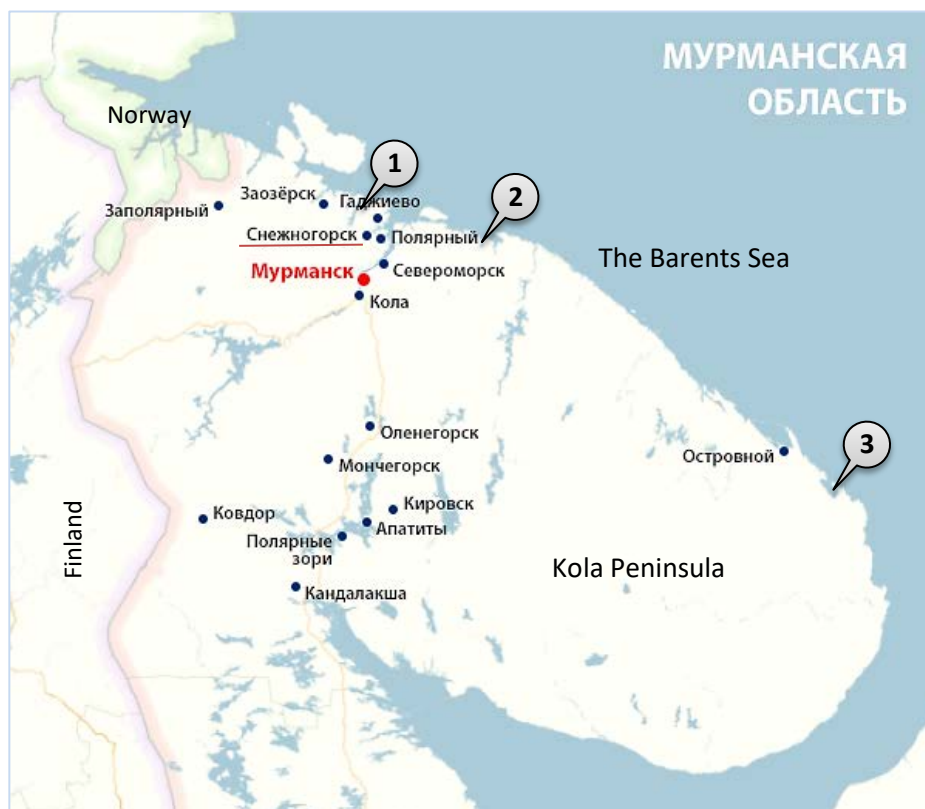 МУРМАНСКАЯ
ОБЛАСТЬ
Norway
1
Заозёрск
Гаджиево
2
Заполярный
Снежногорск
Полярный
The Barents Sea
Североморск
Мурманск
Кола
Оленегорск
3
Островной
Мончегорск
Кировск
Ковдор
Апатиты
Finland
Полярные
зори
Kola Peninsula
Кандалакша